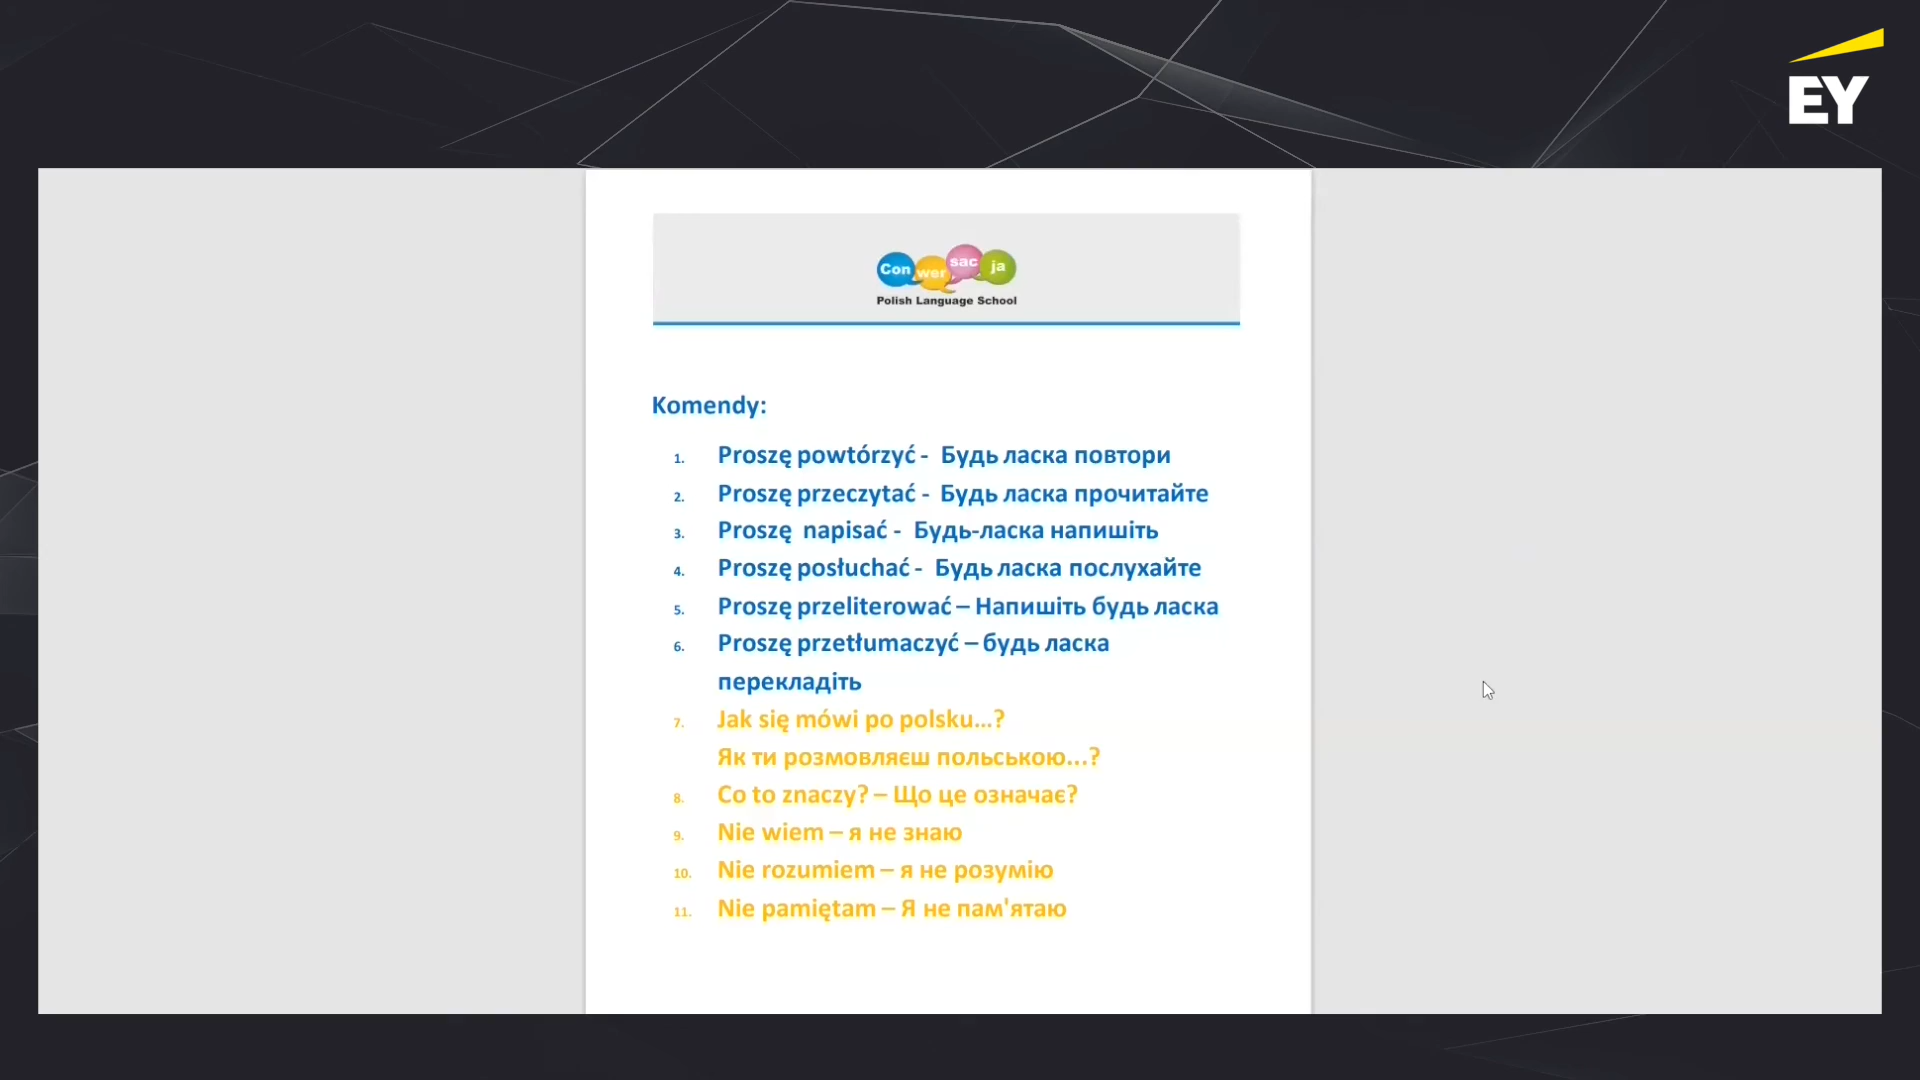 EY
Con wer sac ja
Polish Language School
Komendy:
1. Proszę powtórzyć - Будь ласка повтори
2. Proszę przeczytać - Будь ласка прочитайте
3. Proszę napisać - Будь-ласка напишіть
4. Proszę posłuchać - Будь ласка послухайте
5. Proszę przeliterować – Напишіть будь ласка
6. Proszę przetłumaczyć – будь ласка
перекладіть
7. Jak się mówi po polsku...?
Як ти розмовляєш польською...?
8. Co to znaczy? – Що це означає?
9. Nie wiem – я не знаю
10. Nie rozumiem – я не розумію
11. Nie pamiętam – Я не пам'ятаю